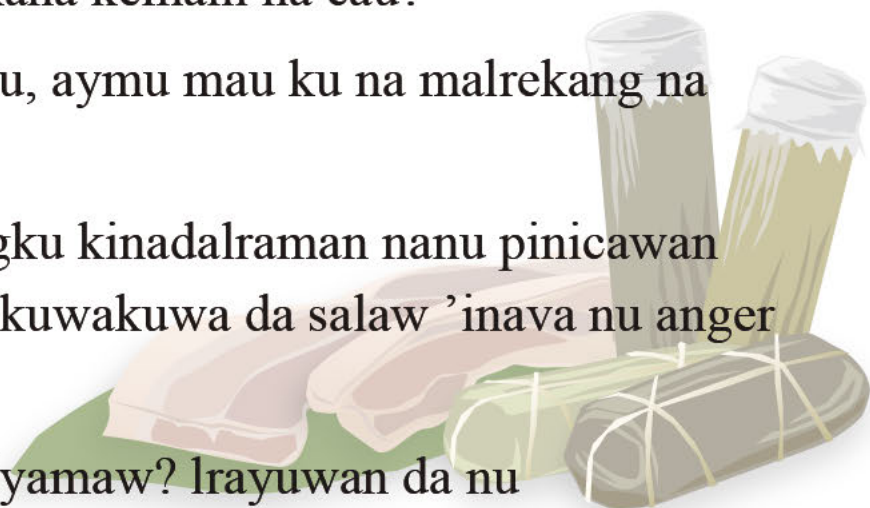 u, aymu mau ku na malrekang na
gku kinadalraman nanu pinicawan
kuwakuwa da salaw ’inava nu anger
yamaw? lrayuwan da nu